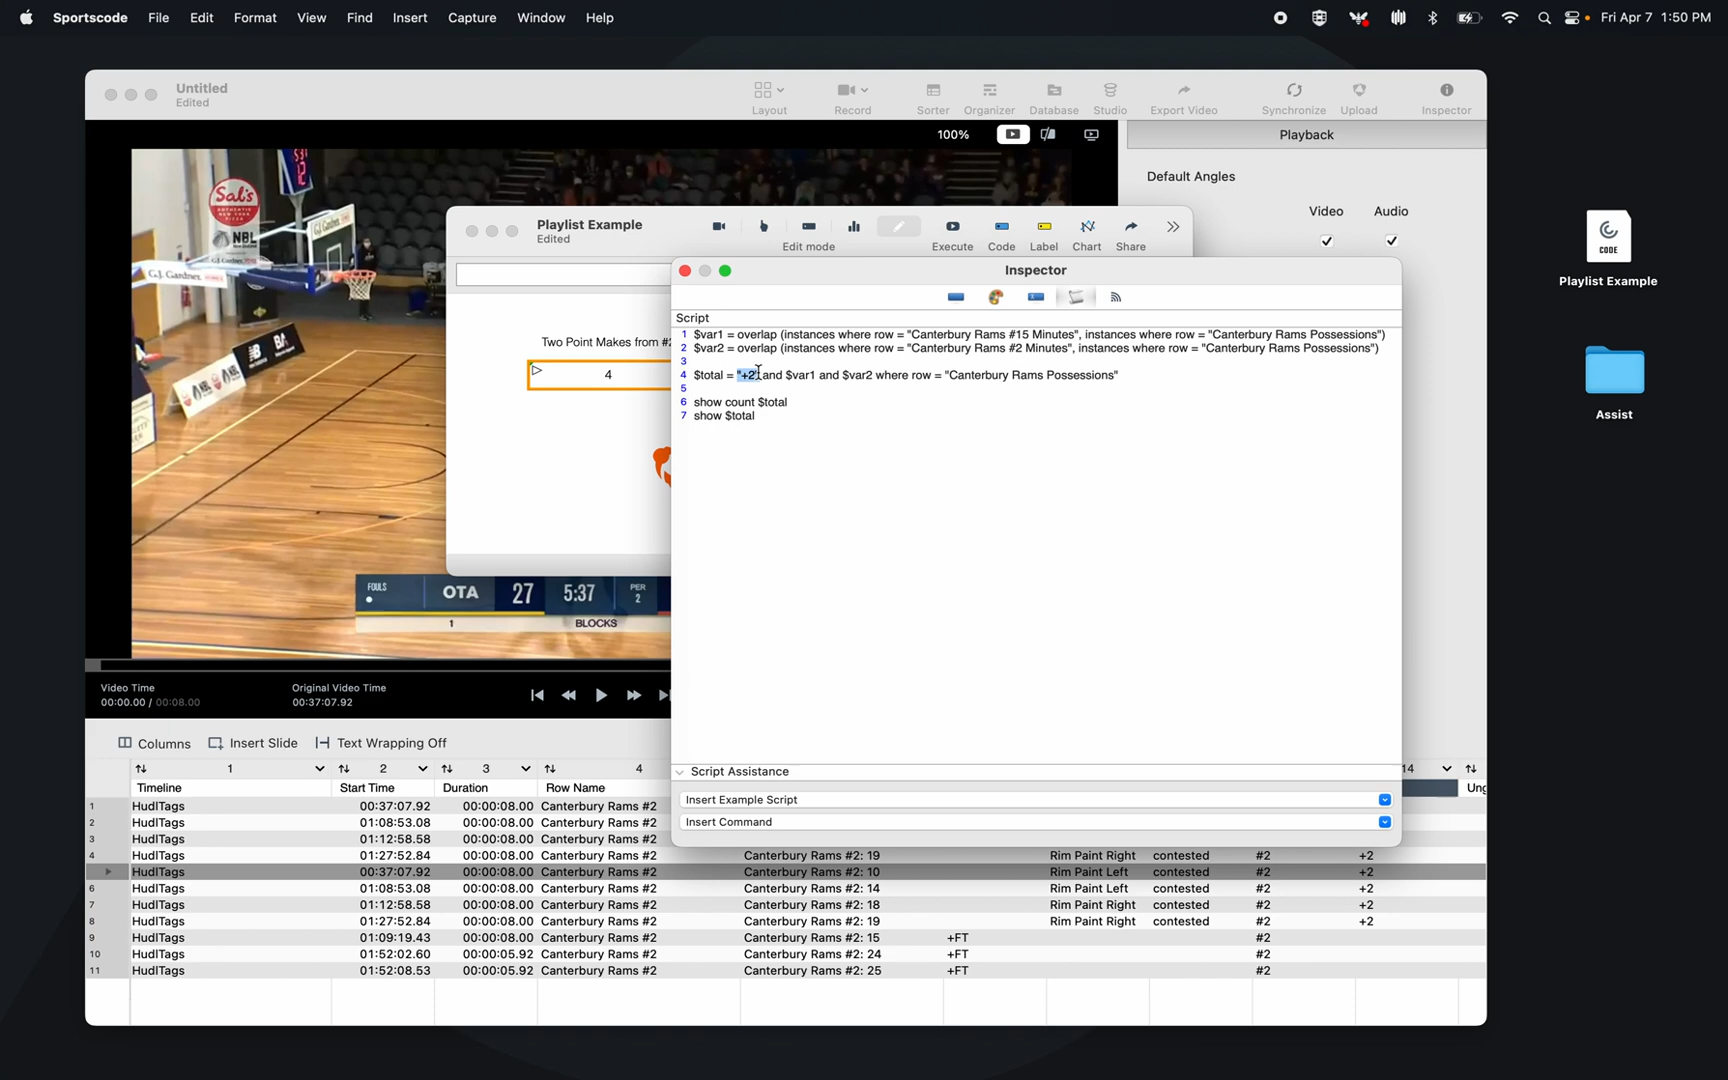 Sportscode File Edit Format View Find Insert Capture Window Help
Fri Apr 7 1:50 PM
Untitled
Edited
Layout
Record
Sorter
Organizer
Database
Studio
Export Video
Synchronize
Upload
Inspector
100%
Playback
Default Angles
Video
Audio
Sal's
AUTHENTIC
NEW YORK
PIZZA
NBL
G.J. Gardner
BA
Playlist Example
Edited
Edit mode
Execute
Code
Label
Chart
Share
Two Point Makes from #2
4
Inspector
Script
1 $var1 = overlap (instances where row = "Canterbury Rams #15 Minutes", instances where row = "Canterbury Rams Possessions")
2 $var2 = overlap (instances where row = "Canterbury Rams #2 Minutes", instances where row = "Canterbury Rams Possessions")
3
4 $total = "+2" and $var1 and $var2 where row = "Canterbury Rams Possessions"
5
6 show count $total
7 show $total
Script Assistance
Insert Example Script
Insert Command
CODE
Playlist Example
Assist
FOULS
OTA
27
5:37
PER
2
1
BLOCKS
Video Time
00:00.00 / 00:08.00
Original Video Time
00:37:07.92
Columns
Insert Slide
Text Wrapping Off
1 2 3 4 14
Timeline Start Time Duration Row Name Ung
1 HudlTags 00:37:07.92 00:00:08.00 Canterbury Rams #2
2 HudlTags 01:08:53.08 00:00:08.00 Canterbury Rams #2
3 HudlTags 01:12:58.58 00:00:08.00 Canterbury Rams #2
4 HudlTags 01:27:52.84 00:00:08.00 Canterbury Rams #2 Canterbury Rams #2: 19 Rim Paint Right contested #2 +2
HudlTags 00:37:07.92 00:00:08.00 Canterbury Rams #2 Canterbury Rams #2: 10 Rim Paint Left contested #2 +2
6 HudlTags 01:08:53.08 00:00:08.00 Canterbury Rams #2 Canterbury Rams #2: 14 Rim Paint Left contested #2 +2
7 HudlTags 01:12:58.58 00:00:08.00 Canterbury Rams #2 Canterbury Rams #2: 18 Rim Paint Right contested #2 +2
8 HudlTags 01:27:52.84 00:00:08.00 Canterbury Rams #2 Canterbury Rams #2: 19 Rim Paint Right contested #2 +2
9 HudlTags 01:09:19.43 00:00:08.00 Canterbury Rams #2 Canterbury Rams #2: 15 +FT #2
10 HudlTags 01:52:02.60 00:00:05.92 Canterbury Rams #2 Canterbury Rams #2: 24 +FT #2
11 HudlTags 01:52:08.53 00:00:05.92 Canterbury Rams #2 Canterbury Rams #2: 25 +FT #2